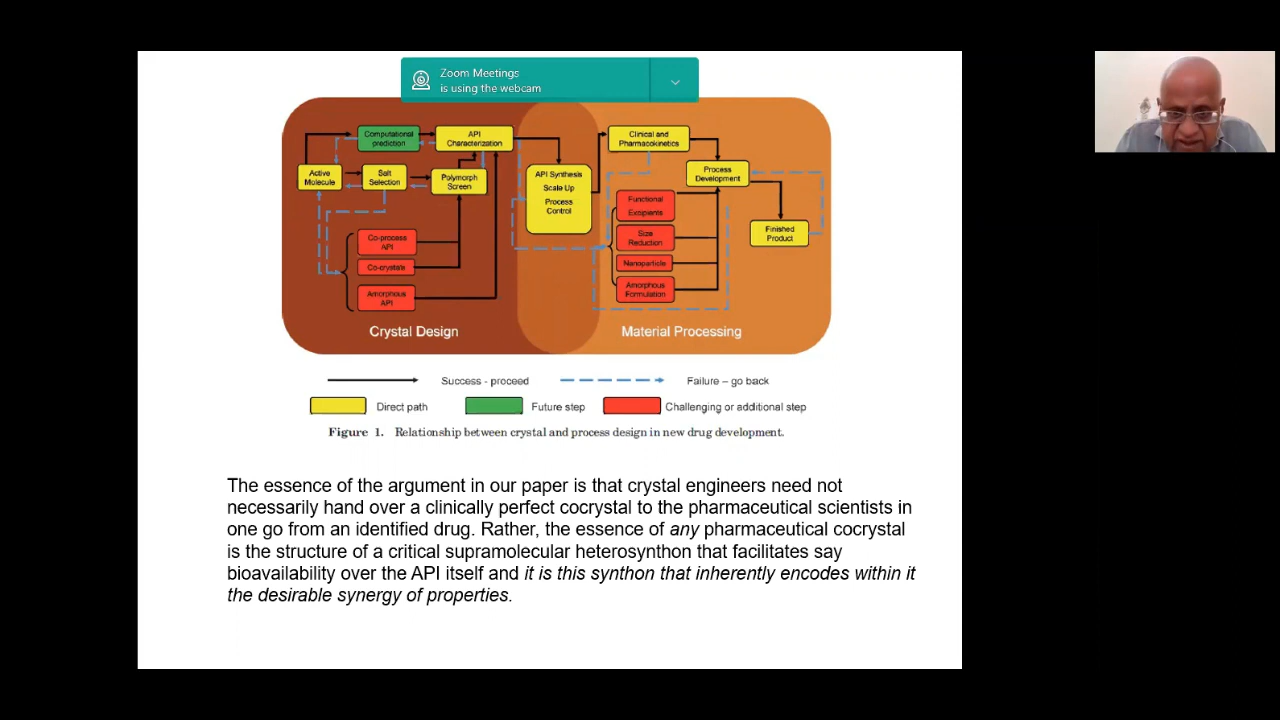 Zoom Meetings
is using the webcam
Computational
prediction
API
Characterization
Active
Molecule
Salt
Selection
Polymorph
Screen
Co-process
API
Co-crystals
Amorphous
API
Crystal Design
API Synthesis
Scale Up
Process
Control
Clinical and
Pharmacokinetics
Process
Development
Functional
Excipients
Size
Reduction
Nanoparticle
Amorphous
Formulation
Finished
Product
Material Processing
Success - proceed
Failure – go back
Direct path
Future step
Challenging or additional step
Figure 1. Relationship between crystal and process design in new drug development.
The essence of the argument in our paper is that crystal engineers need not
necessarily hand over a clinically perfect cocrystal to the pharmaceutical scientists in
one go from an identified drug. Rather, the essence of any pharmaceutical cocrystal
is the structure of a critical supramolecular heterosynthon that facilitates say
bioavailability over the API itself and it is this synthon that inherently encodes within it
the desirable synergy of properties.